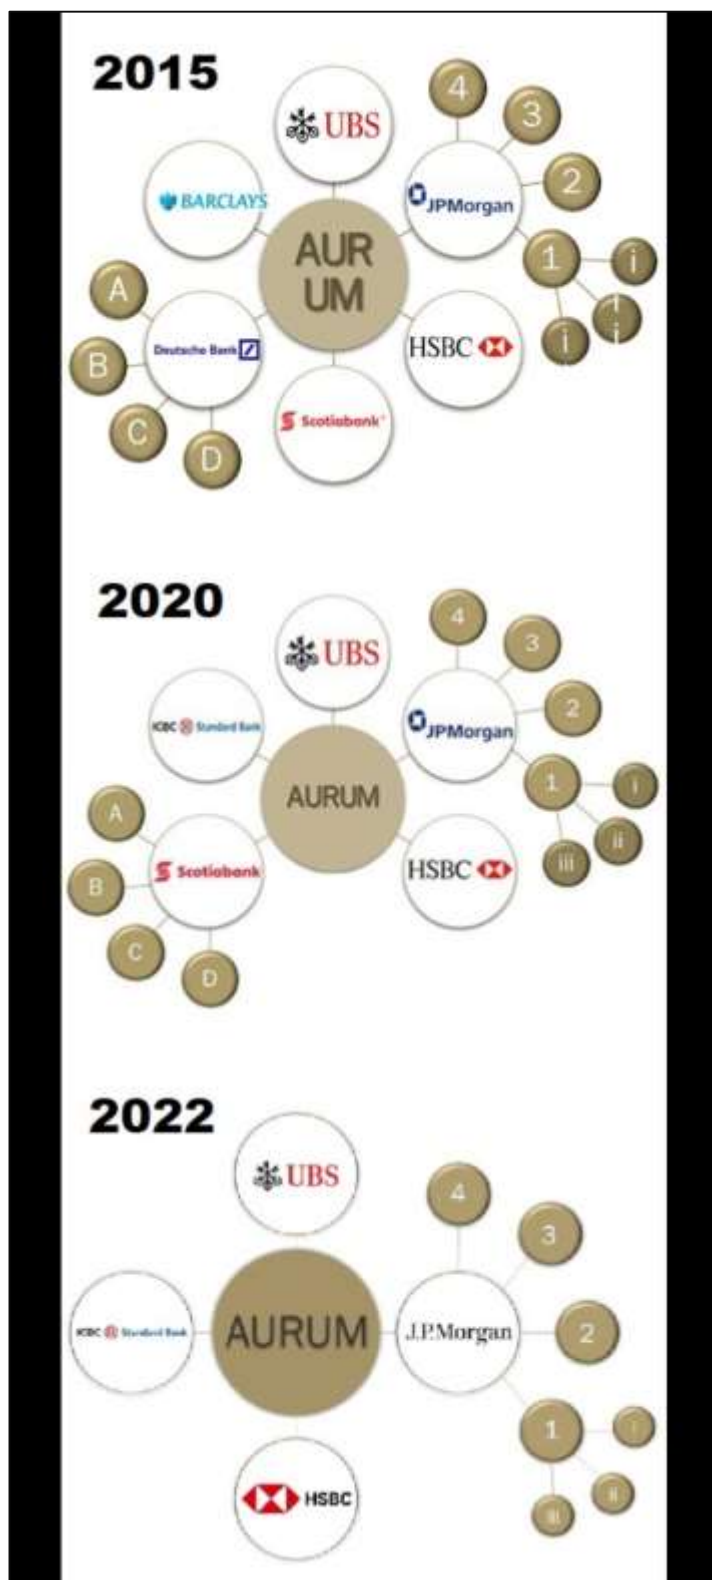 2015
UBS
4
3
2
JPMorgan
BARCLAYS
AUR
UM
1
i
i
i
i
A
B
C
D
Deutsche Bank
HSBC
Scotiabank
2020
UBS
4
3
2
JPMorgan
ICBC Standard Bank
AURUM
1
i
ii
iii
A
B
C
D
Scotiabank
HSBC
2022
UBS
4
3
2
ICBC Standard Bank
AURUM
J.P.Morgan
1
i
ii
iii
HSBC